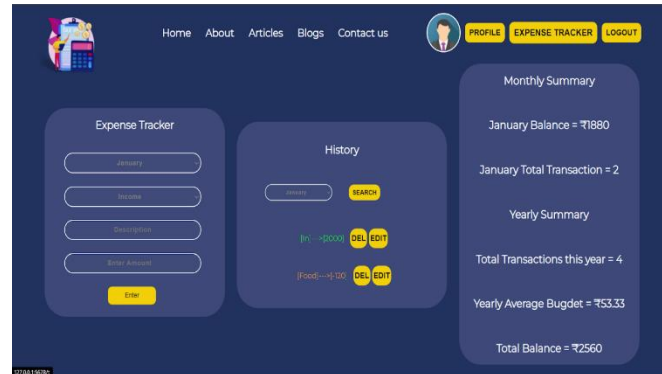 Home About Articles Blogs Contact us PROFILE EXPENSE TRACKER LOGOUT
Expense Tracker
January
Income
Description
Enter Amount
Enter
History
January SEARCH
[In]--->[2000] DEL EDIT
[Food]--->[-120] DEL EDIT
Monthly Summary
January Balance = ₹1880
January Total Transaction = 2
Yearly Summary
Total Transactions this year = 4
Yearly Average Bugdet = ₹53.33
Total Balance = ₹2560